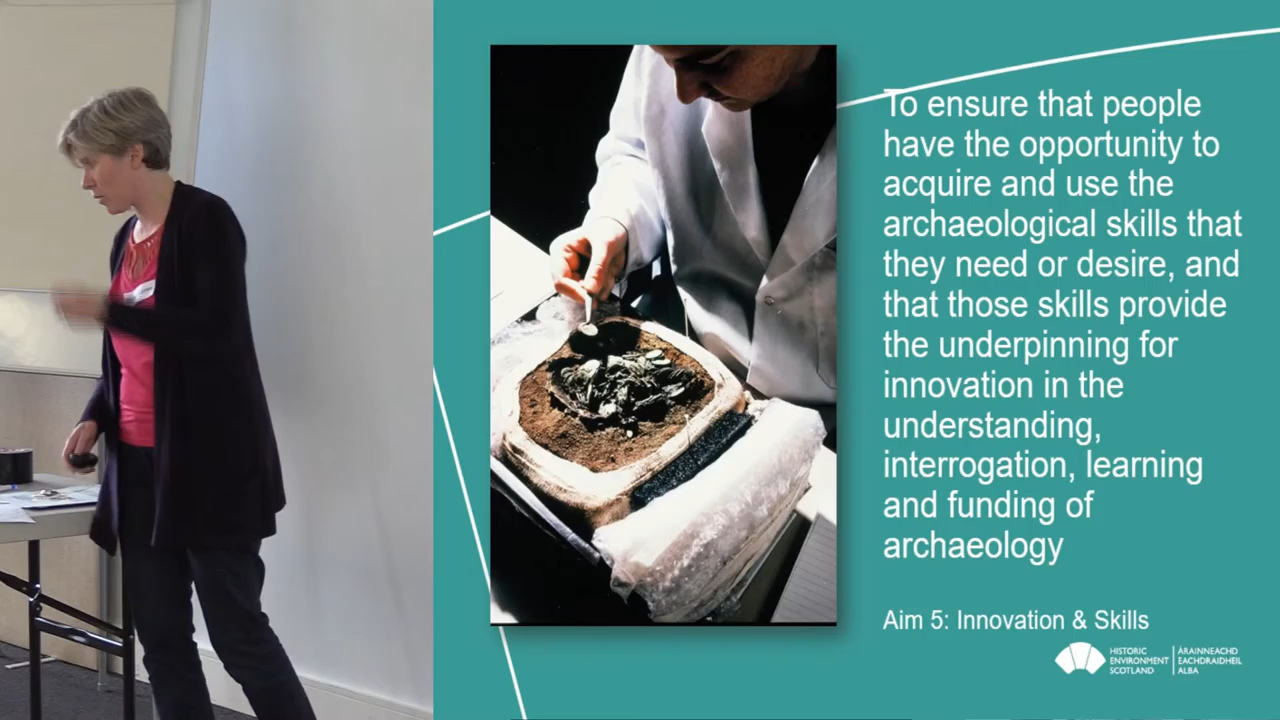 To ensure that people
have the opportunity to
acquire and use the
archaeological skills that
they need or desire, and
that those skills provide
the underpinning for
innovation in the
understanding,
interrogation, learning
and funding of
archaeology
Aim 5: Innovation & Skills
HISTORIC
ENVIRONMENT
SCOTLAND
ÀRAINNEACHD
EACHDRAIDHEIL
ALBA